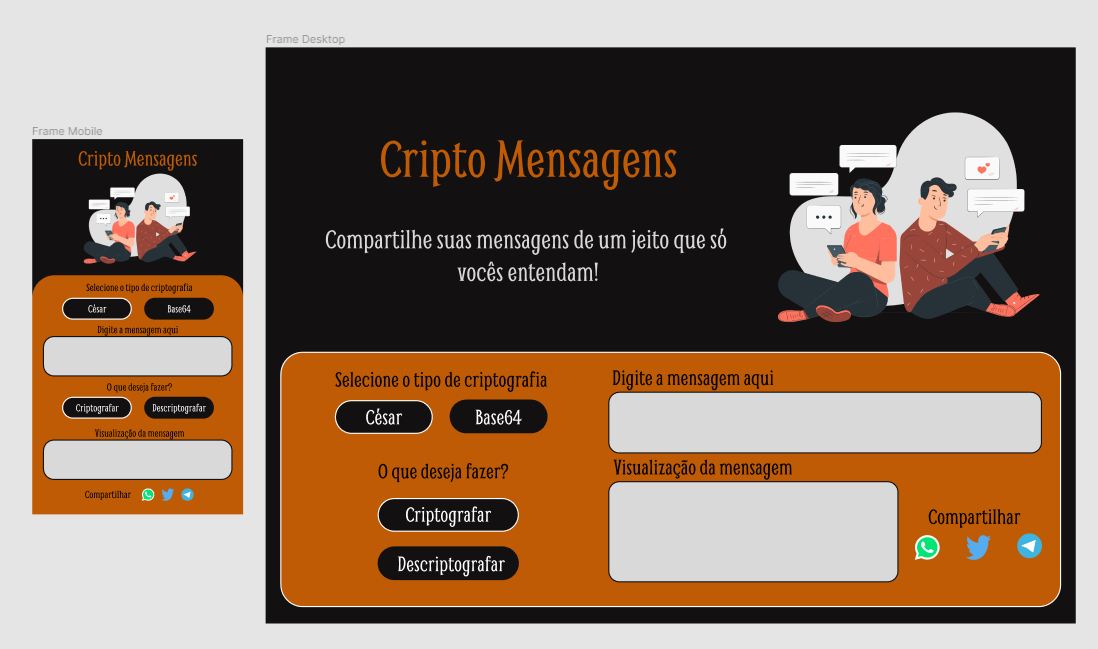 Frame Mobile
Cripto Mensagens
Selecione o tipo de criptografia
César
Base64
Digite a mensagem aqui
O que deseja fazer?
Criptografar
Descriptografar
Visualização da mensagem
Compartilhar
Frame Desktop
Cripto Mensagens
Compartilhe suas mensagens de um jeito que só
vocês entendam!
Selecione o tipo de criptografia
César
Base64
O que deseja fazer?
Criptografar
Descriptografar
Digite a mensagem aqui
Visualização da mensagem
Compartilhar